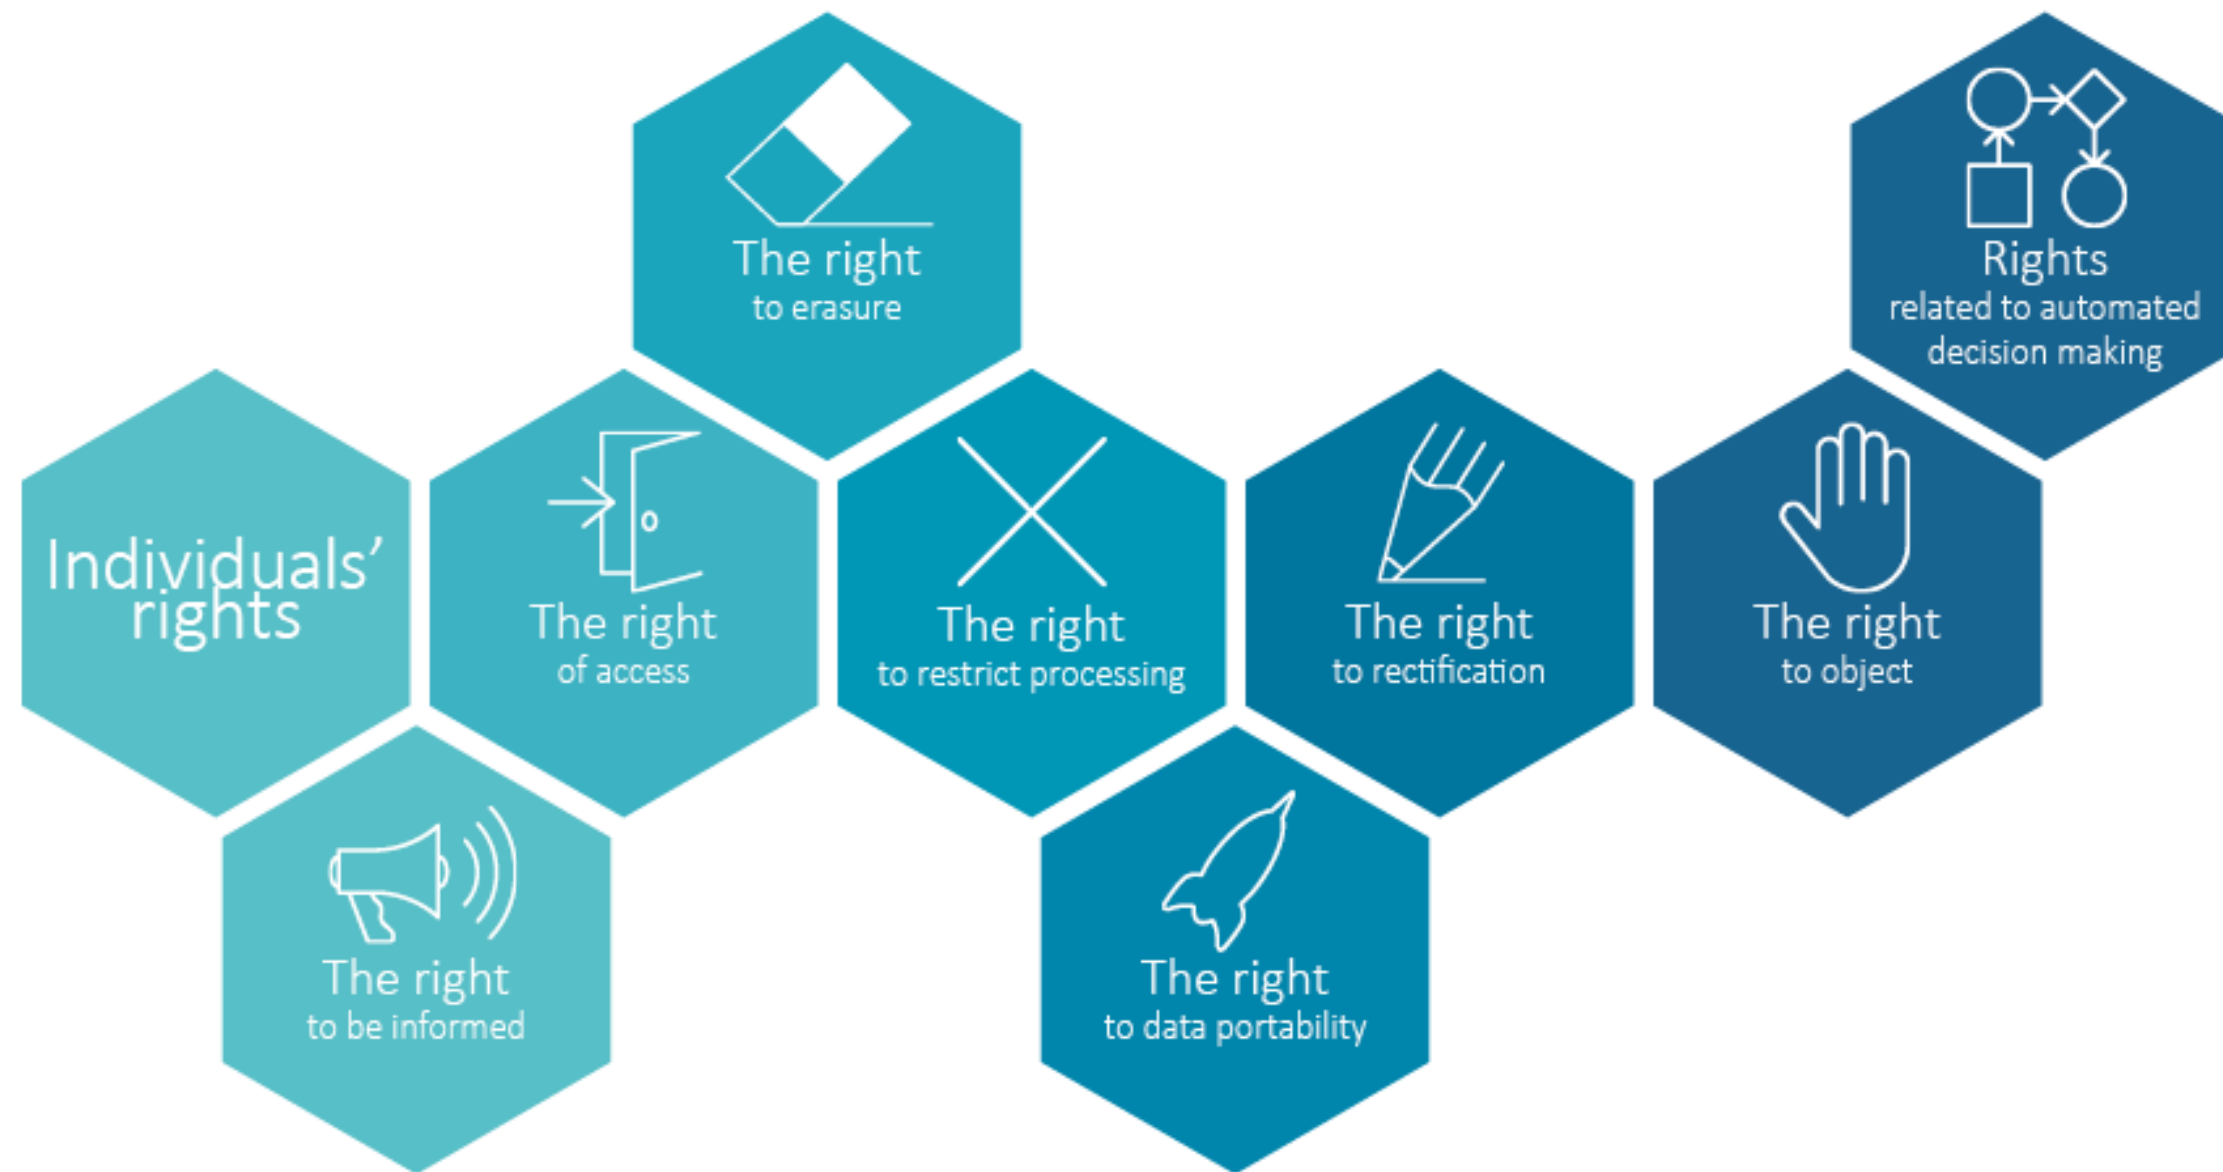 Individuals’
rights
The right
to be informed
The right
of access
The right
to erasure
The right
to restrict processing
The right
to data portability
The right
to rectification
The right
to object
Rights
related to automated
decision making